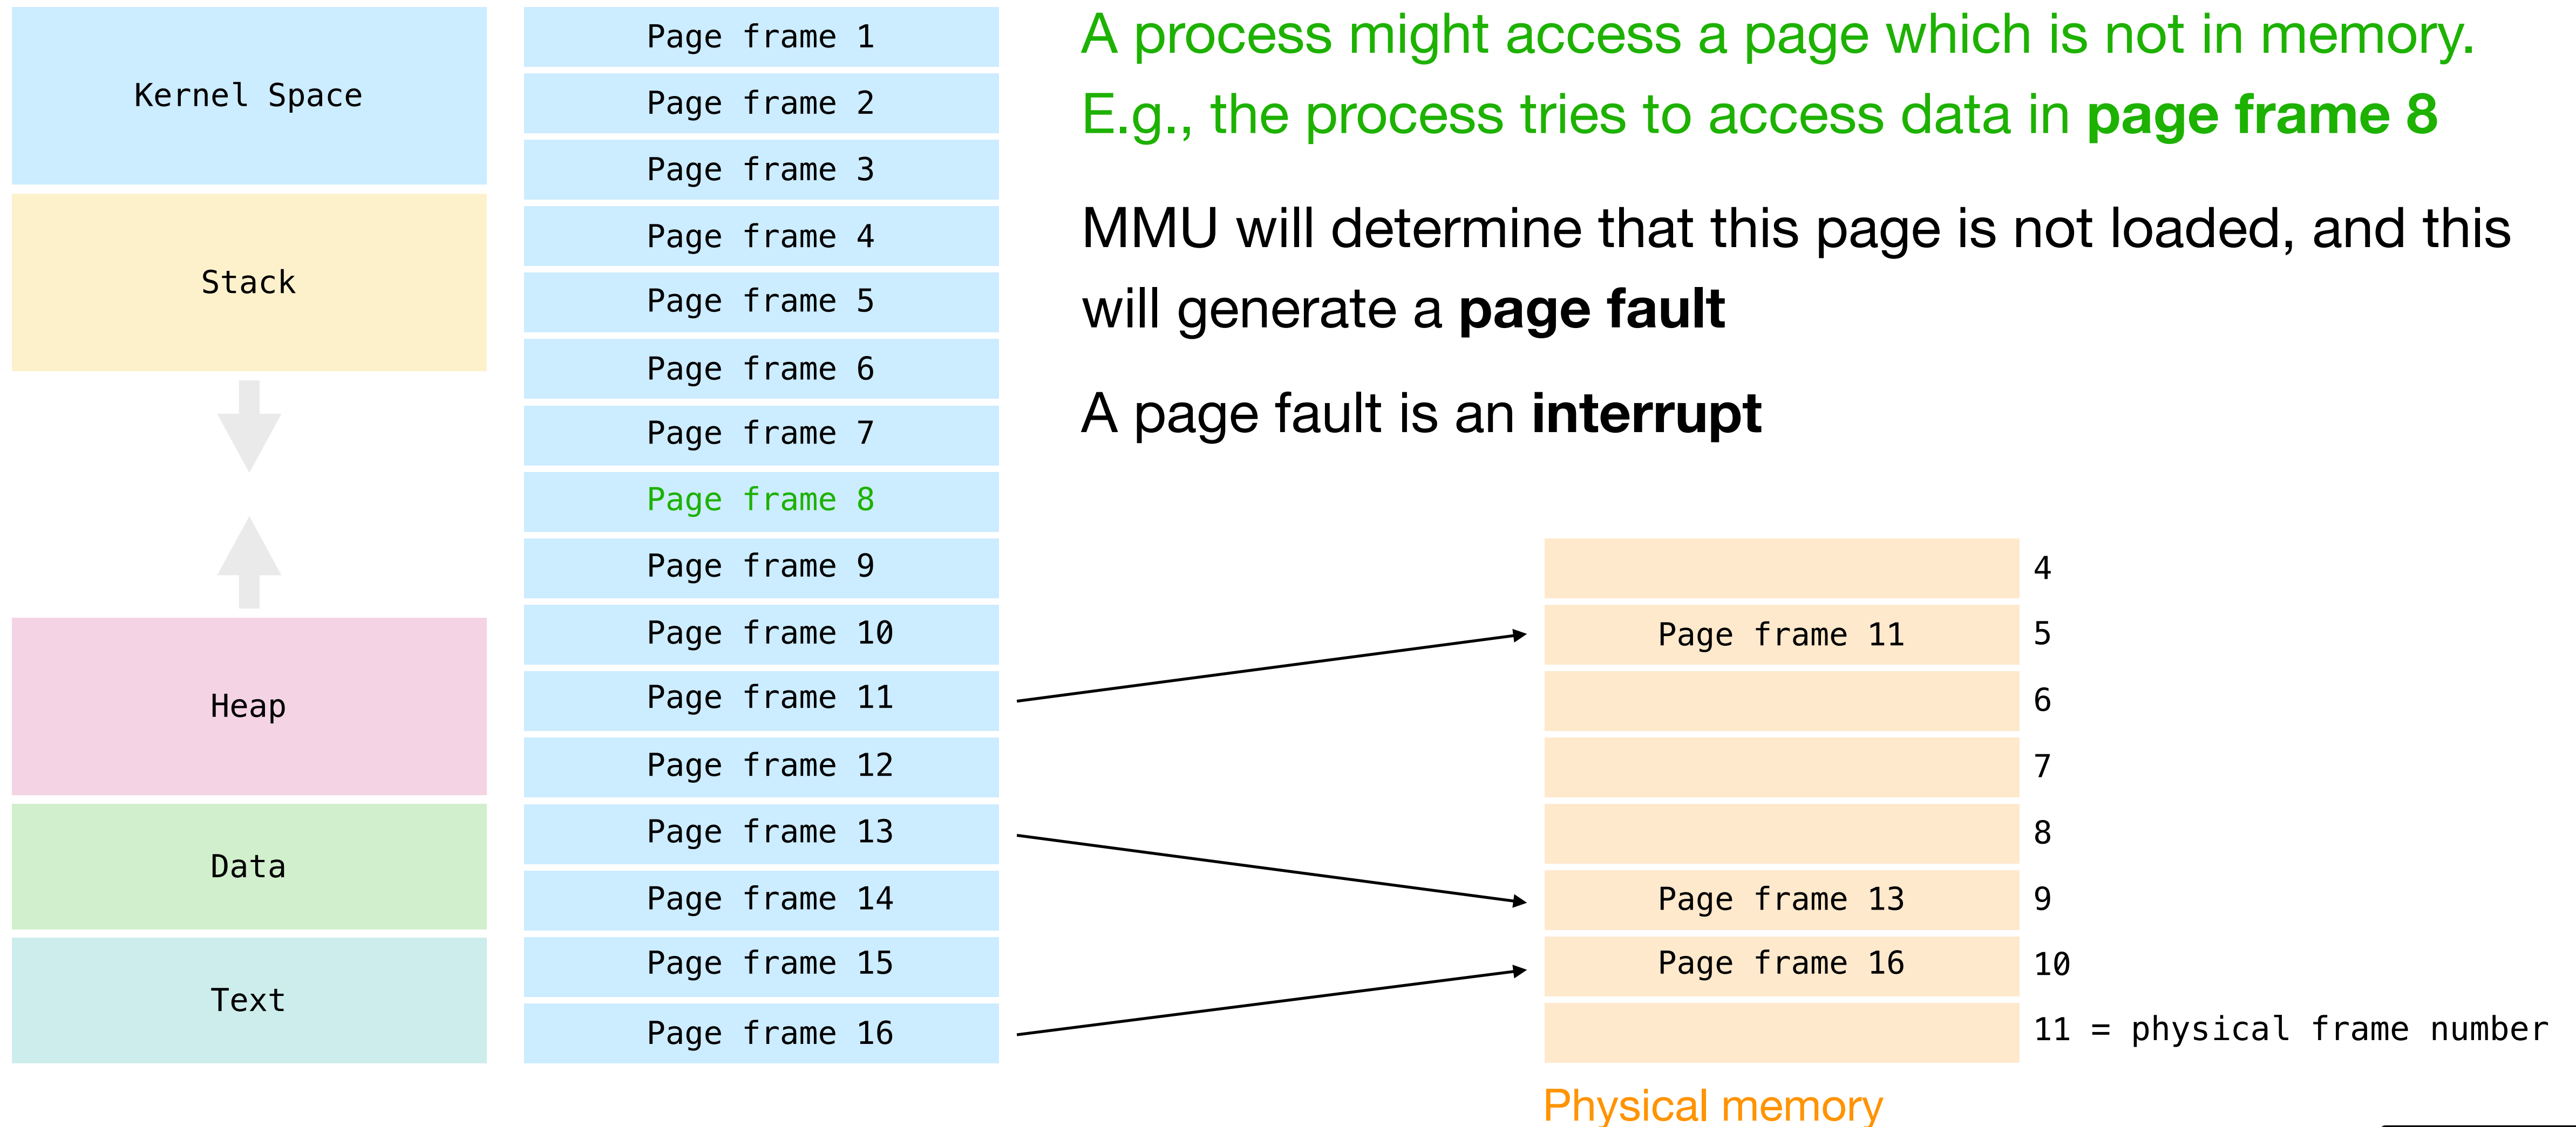 Kernel Space
Stack
Heap
Data
Text
Page frame 1
Page frame 2
Page frame 3
Page frame 4
Page frame 5
Page frame 6
Page frame 7
Page frame 8
Page frame 9
Page frame 10
Page frame 11
Page frame 12
Page frame 13
Page frame 14
Page frame 15
Page frame 16
A process might access a page which is not in memory.
E.g., the process tries to access data in page frame 8
MMU will determine that this page is not loaded, and this
will generate a page fault
A page fault is an interrupt
4
Page frame 11 5
6
7
8
Page frame 13 9
Page frame 16 10
11 = physical frame number
Physical memory